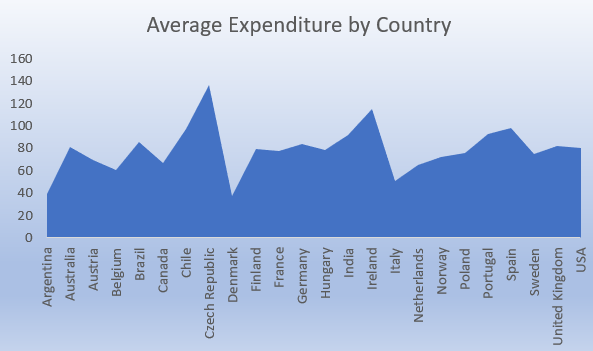 Average Expenditure by Country
160
140
120
100
80
60
40
20
0
Argentina
Australia
Austria
Belgium
Brazil
Canada
Chile
Czech Republic
Denmark
Finland
France
Germany
Hungary
India
Ireland
Italy
Netherlands
Norway
Poland
Portugal
Spain
Sweden
United Kingdom
USA